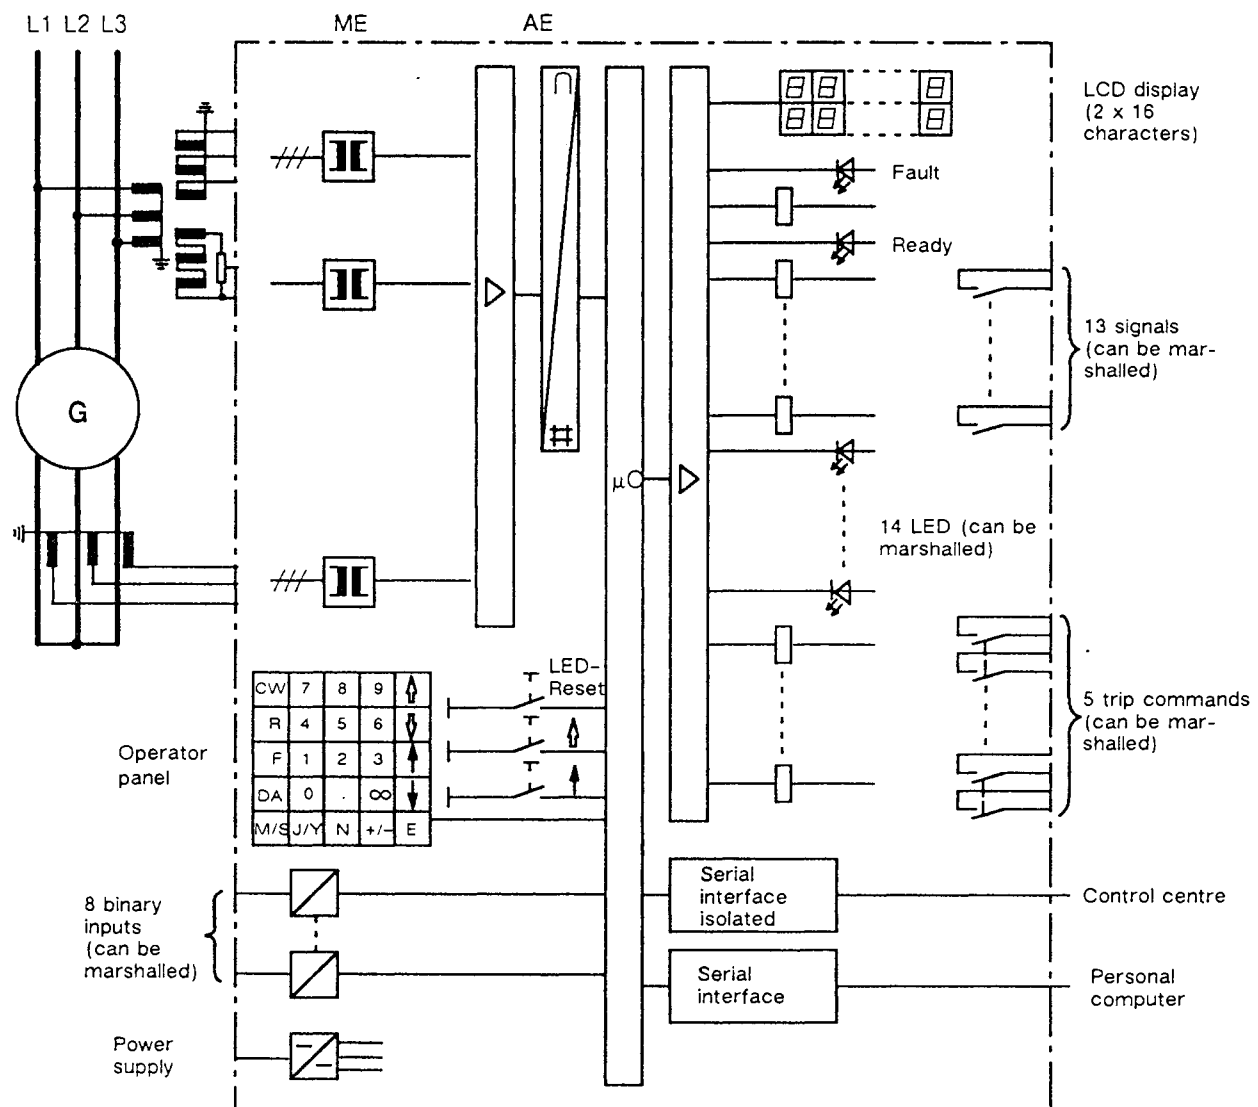 L1 L2 L3
ME
AE
LCD display
(2 x 16
characters)
Fault
Ready
13 signals
(can be mar-
shalled)
G
μC
14 LED (can be
marshalled)
LED-
Reset
CW 7 8 9
R 4 5 6
F 1 2 3
DA 0 . ∞
M/S J/Y N +/- E
Operator
panel
5 trip commands
(can be mar-
shalled)
8 binary
inputs
(can be
marshalled)
Serial
interface
isolated
Control centre
Serial
interface
Personal
computer
Power
supply